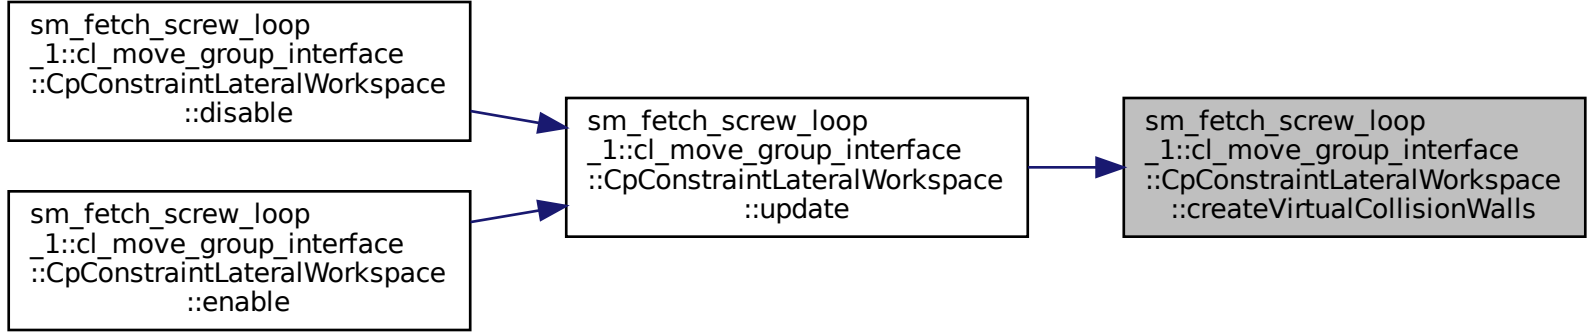 sm_fetch_screw_loop
_1::cl_move_group_interface
::CpConstraintLateralWorkspace
::disable
sm_fetch_screw_loop
_1::cl_move_group_interface
::CpConstraintLateralWorkspace
::enable
sm_fetch_screw_loop
_1::cl_move_group_interface
::CpConstraintLateralWorkspace
::update
sm_fetch_screw_loop
_1::cl_move_group_interface
::CpConstraintLateralWorkspace
::createVirtualCollisionWalls